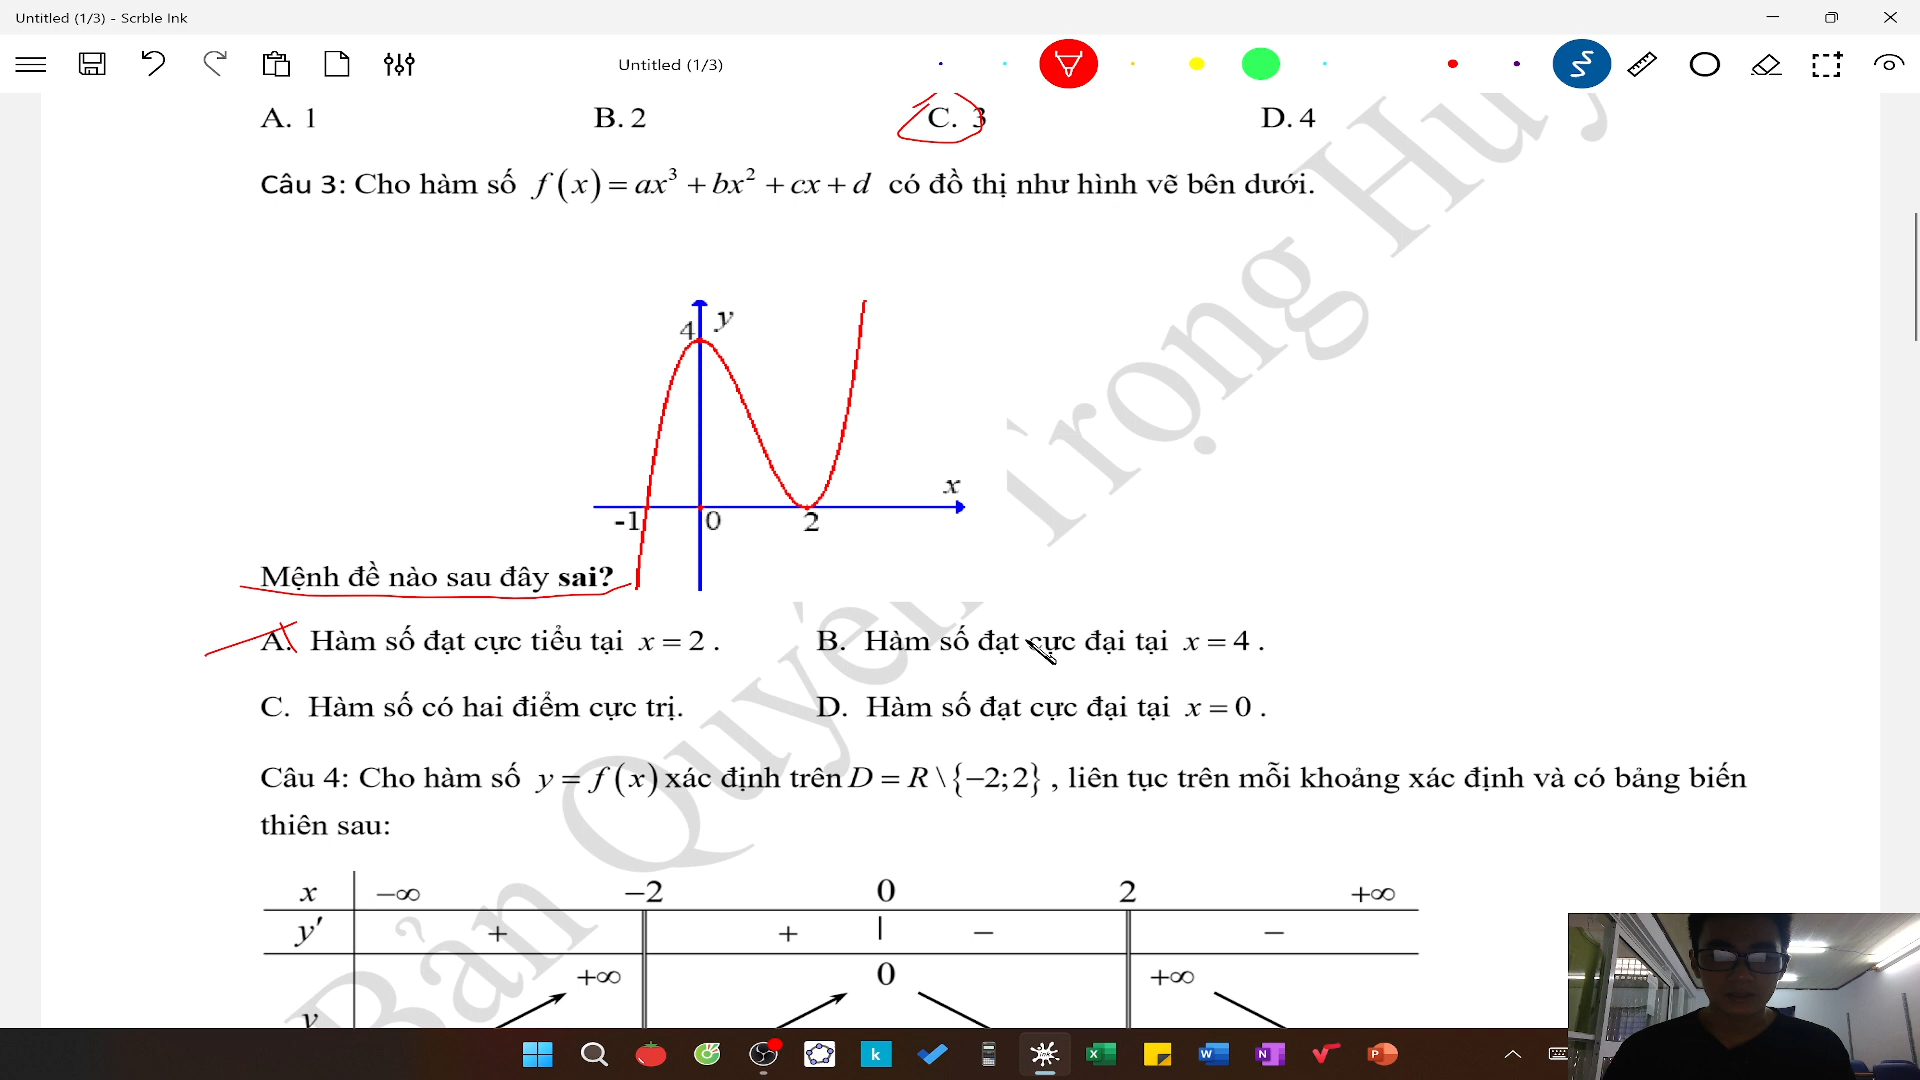 Untitled (1/3) - Scrble Ink
Untitled (1/3)
A. 1 B. 2 C. 3 D. 4
Câu 3: Cho hàm số f(x) = ax³ + bx² + cx + d có đồ thị như hình vẽ bên dưới.
4 y
x
-1 0 2
Mệnh đề nào sau đây sai?
A. Hàm số đạt cực tiểu tại x = 2 . B. Hàm số đạt cực đại tại x = 4 .
C. Hàm số có hai điểm cực trị. D. Hàm số đạt cực đại tại x = 0 .
Câu 4: Cho hàm số y = f(x) xác định trên D = R \ {−2;2} , liên tục trên mỗi khoảng xác định và có bảng biến
thiên sau:
x −∞ −2 0 2 +∞
y′ + + | − −
+∞ 0 +∞
y
Bản Quyền Trọng Huy